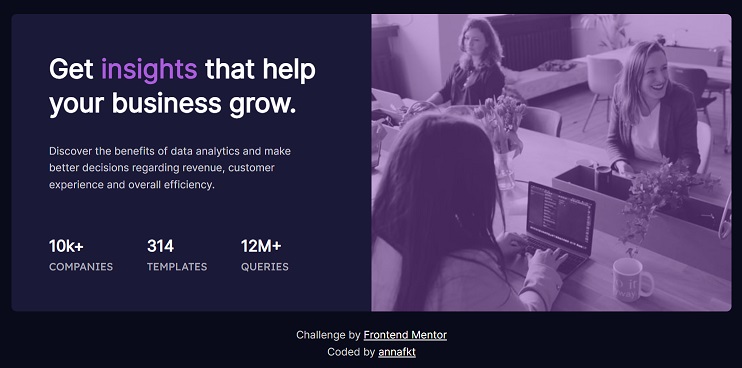 Get insights that help
your business grow.
Discover the benefits of data analytics and make
better decisions regarding revenue, customer
experience and overall efficiency.
10k+ 314 12M+
COMPANIES TEMPLATES QUERIES
Challenge by Frontend Mentor
Coded by annafkt